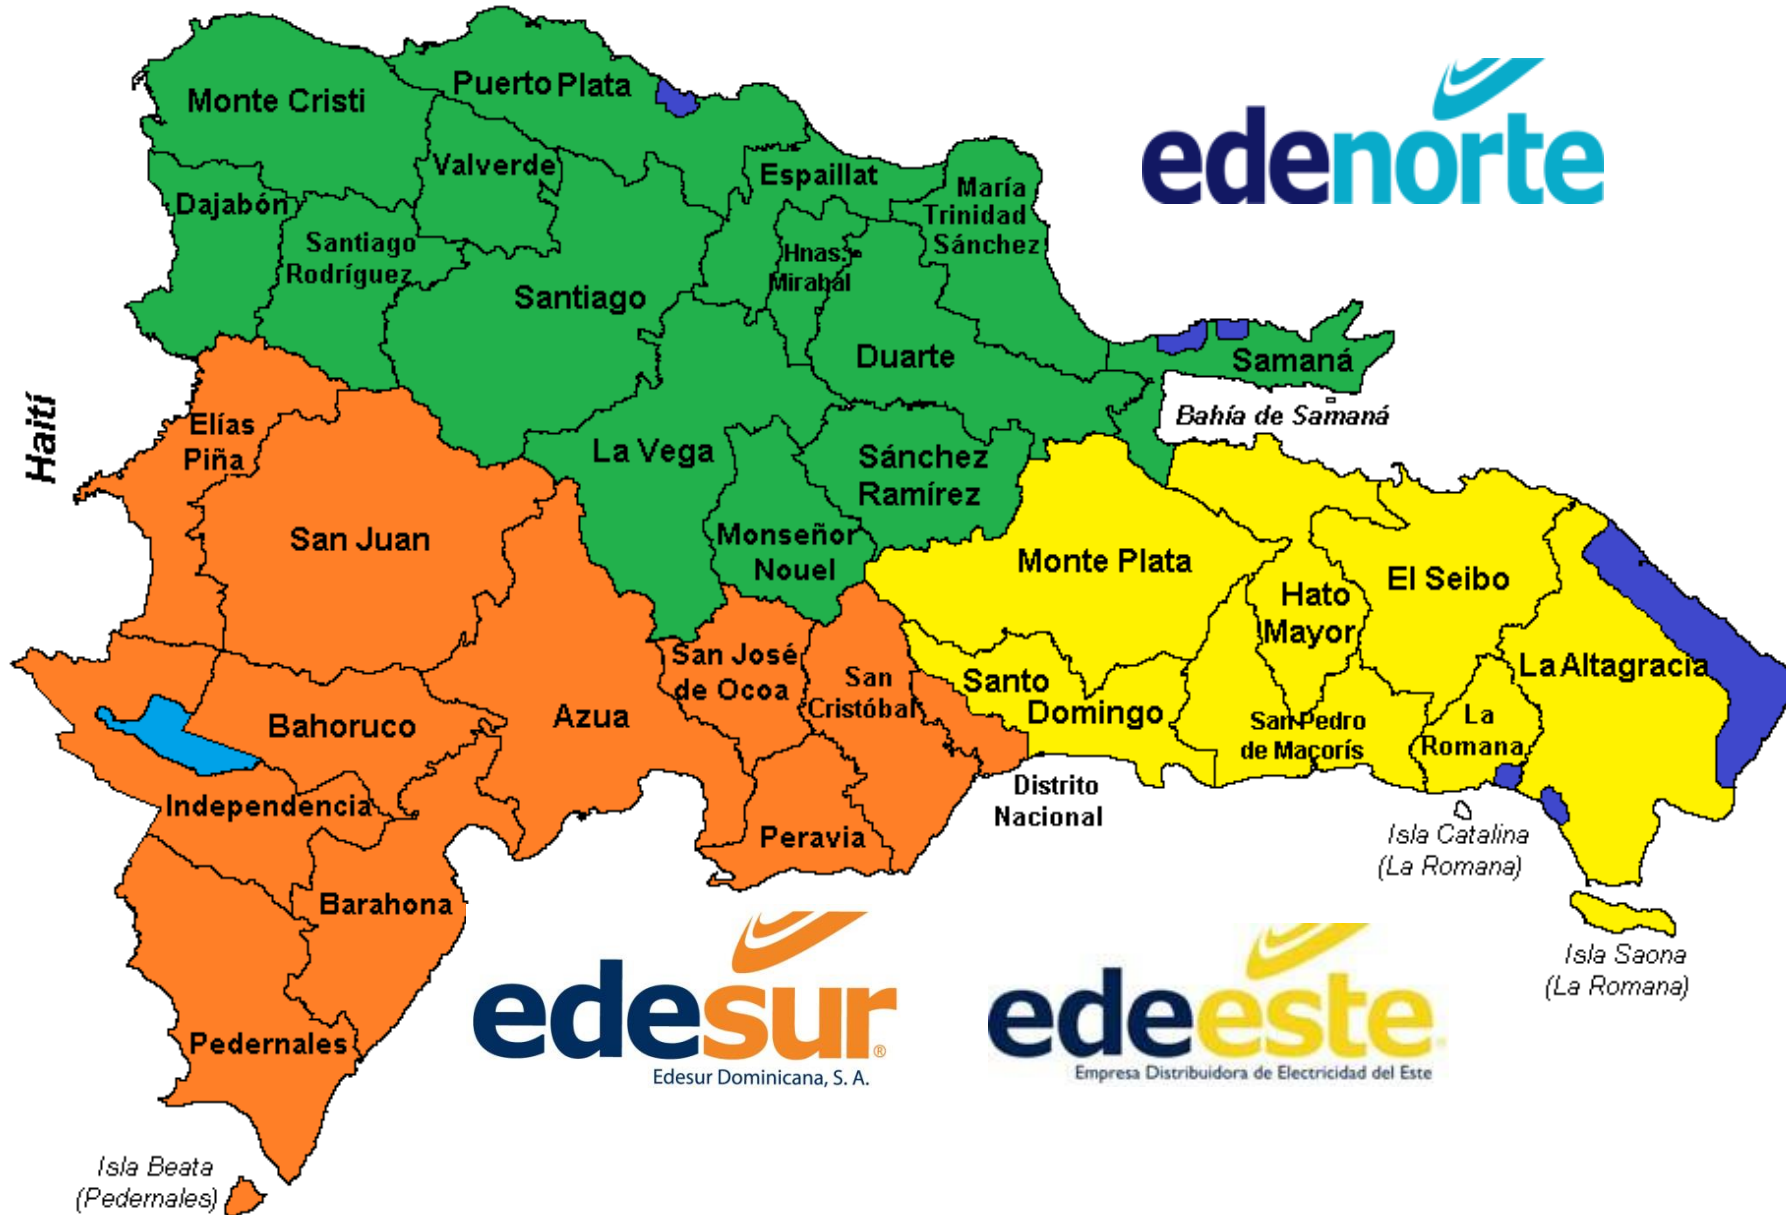 Puerto Plata
Monte Cristi
edenorte
Valverde
Espaillat
María
Trinidad
Sánchez
Dajabón
Santiago
Rodríguez
Hnas.
Mirabál
Santiago
Duarte
Samaná
Bahía de Samaná
Haití
Elías
Piña
La Vega
Sánchez
Ramírez
San Juan
Monseñor
Nouel
Monte Plata
El Seibo
Hato
Mayor
La Altagracia
San José
de Ocoa
San
Cristóbal
Santo
Domingo
Azua
Bahoruco
San Pedro
de Macorís
La
Romana
Independencia
Distrito
Nacional
Peravia
Isla Catalina
(La Romana)
Barahona
Isla Saona
(La Romana)
edesur®
Edesur Dominicana, S. A.
edeeste
Empresa Distribuidora de Electricidad del Este
Pedernales
Isla Beata
(Pedernales)